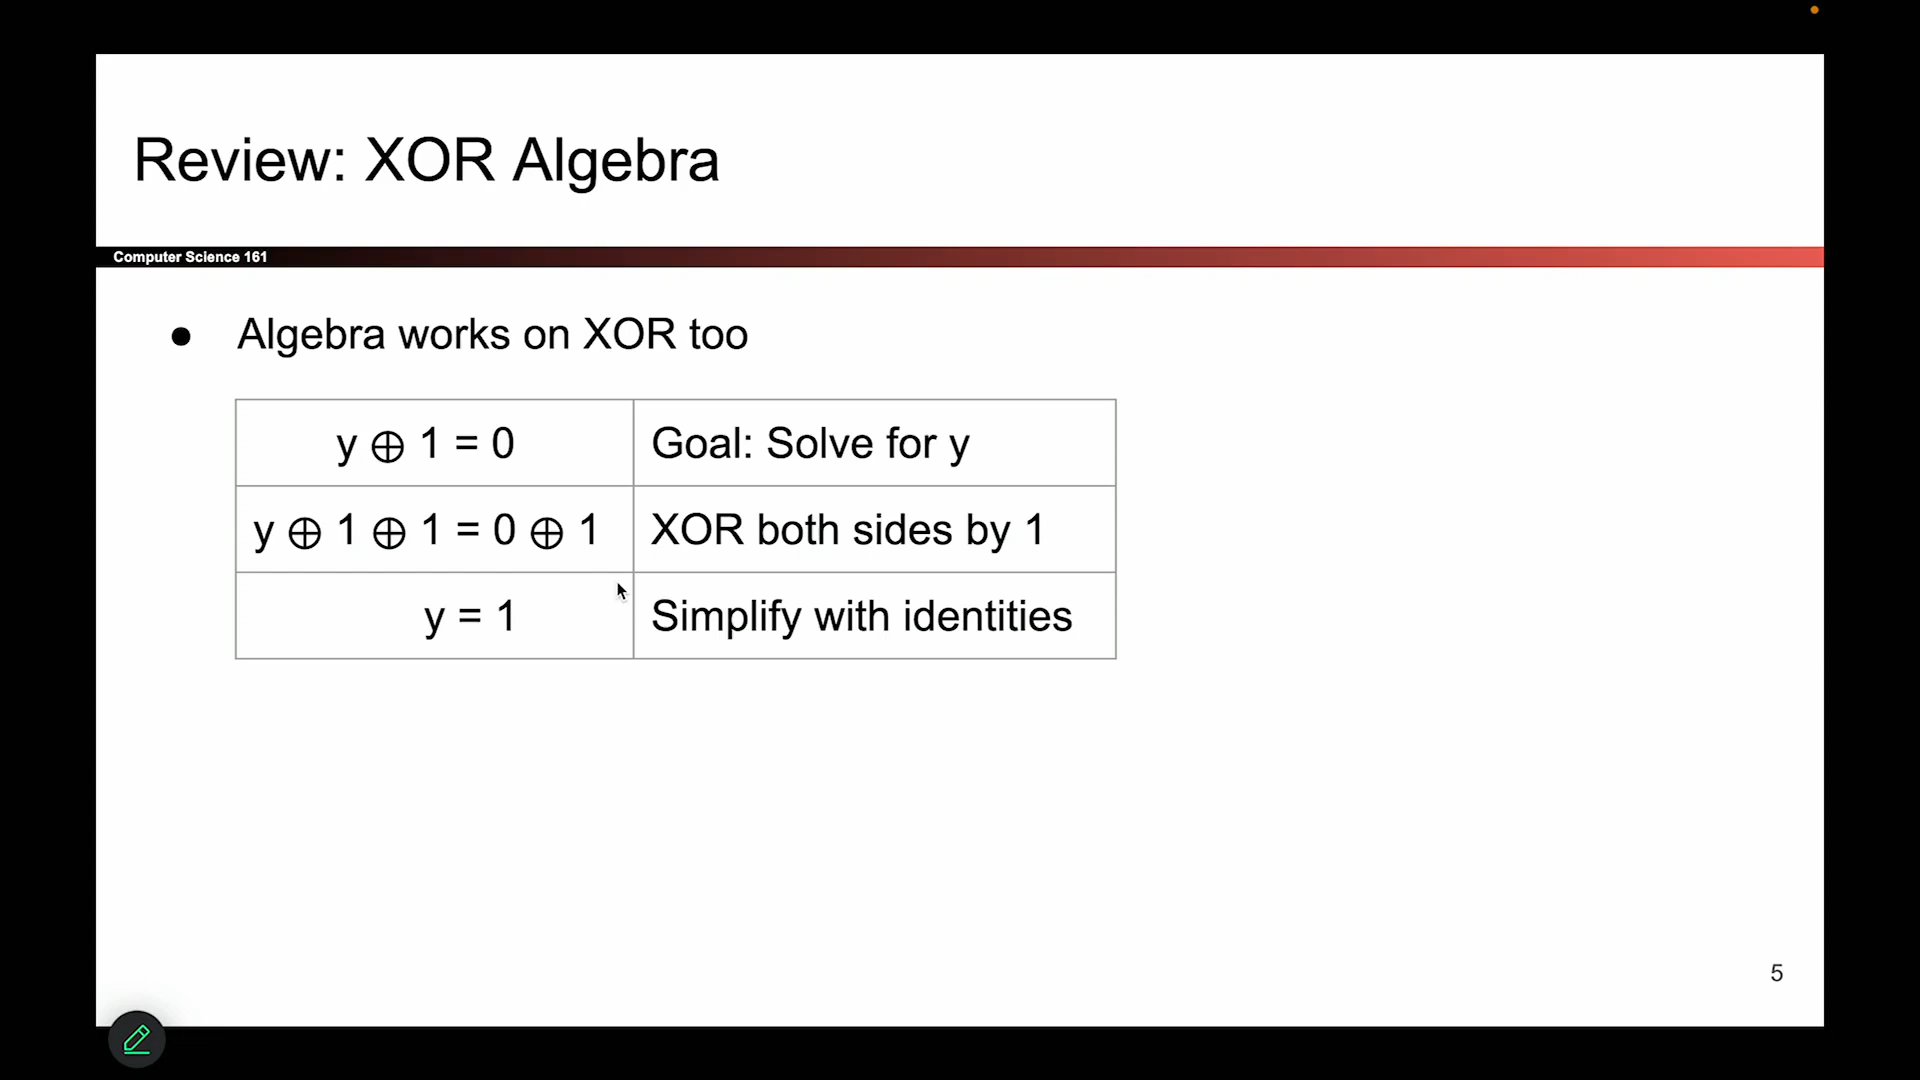 Review: XOR Algebra
Computer Science 161
● Algebra works on XOR too
y ⊕ 1 = 0 Goal: Solve for y
y ⊕ 1 ⊕ 1 = 0 ⊕ 1 XOR both sides by 1
y = 1 Simplify with identities
5